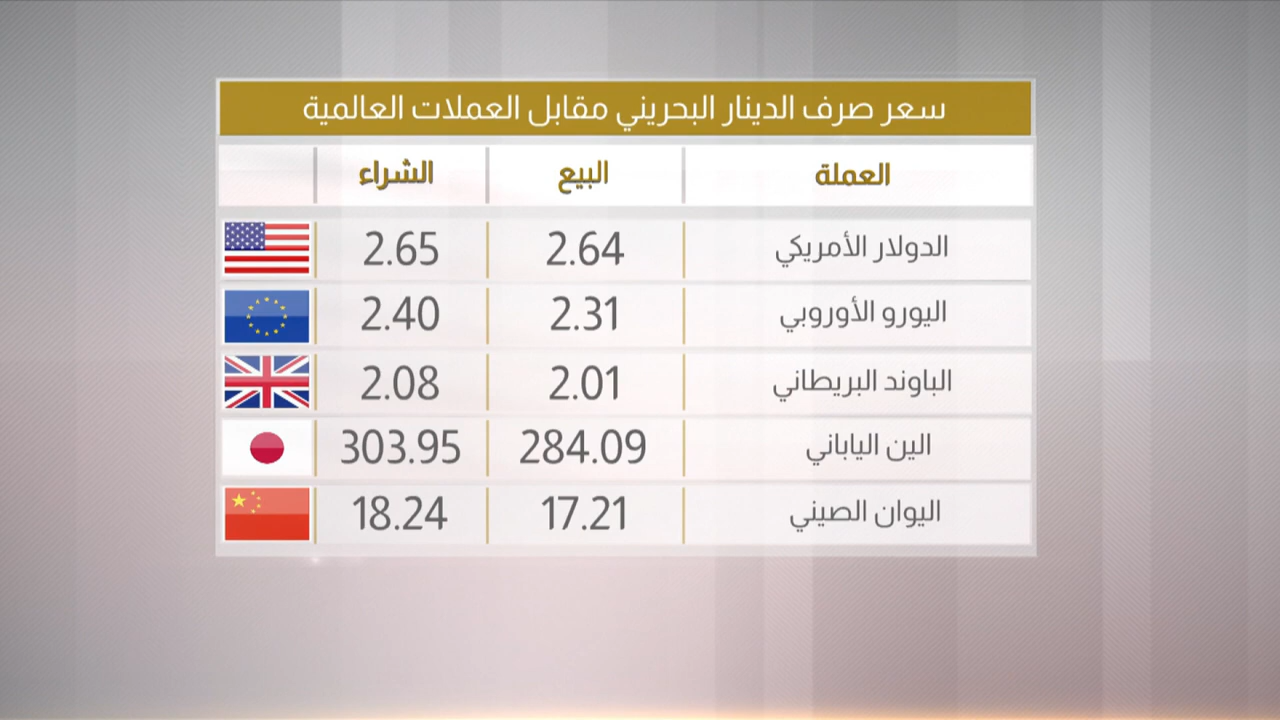 سعر صرف الدينار البحريني مقابل العملات العالمية
العملة البيع الشراء
الدولار الأمريكي 2.64 2.65
اليورو الأوروبي 2.31 2.40
الباوند البريطاني 2.01 2.08
الين الياباني 284.09 303.95
اليوان الصيني 17.21 18.24